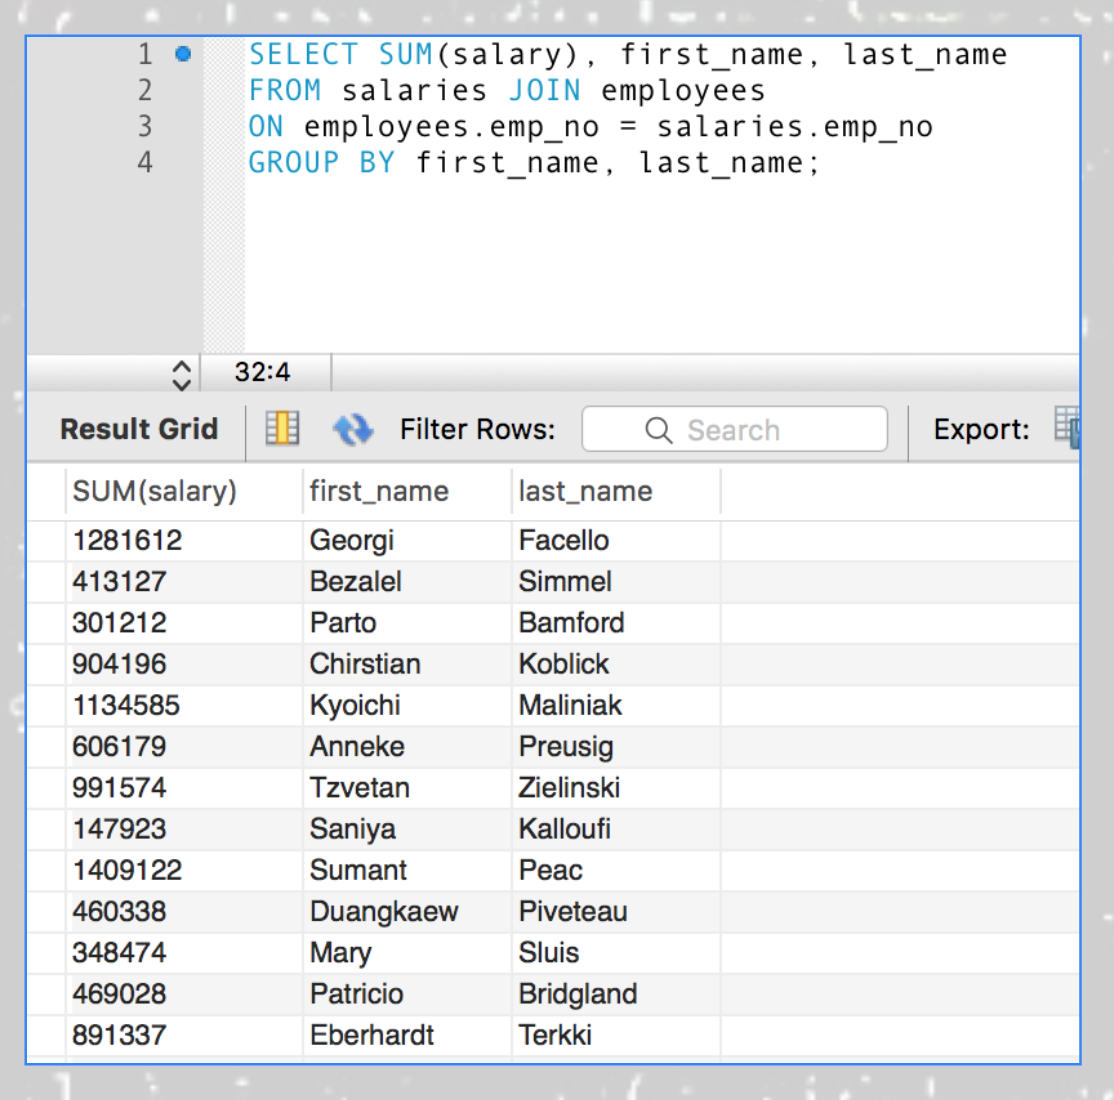 1 SELECT SUM(salary), first_name, last_name
2 FROM salaries JOIN employees
3 ON employees.emp_no = salaries.emp_no
4 GROUP BY first_name, last_name;
32:4
Result Grid Filter Rows: Search Export:
SUM(salary) first_name last_name
1281612 Georgi Facello
413127 Bezalel Simmel
301212 Parto Bamford
904196 Chirstian Koblick
1134585 Kyoichi Maliniak
606179 Anneke Preusig
991574 Tzvetan Zielinski
147923 Saniya Kalloufi
1409122 Sumant Peac
460338 Duangkaew Piveteau
348474 Mary Sluis
469028 Patricio Bridgland
891337 Eberhardt Terkki